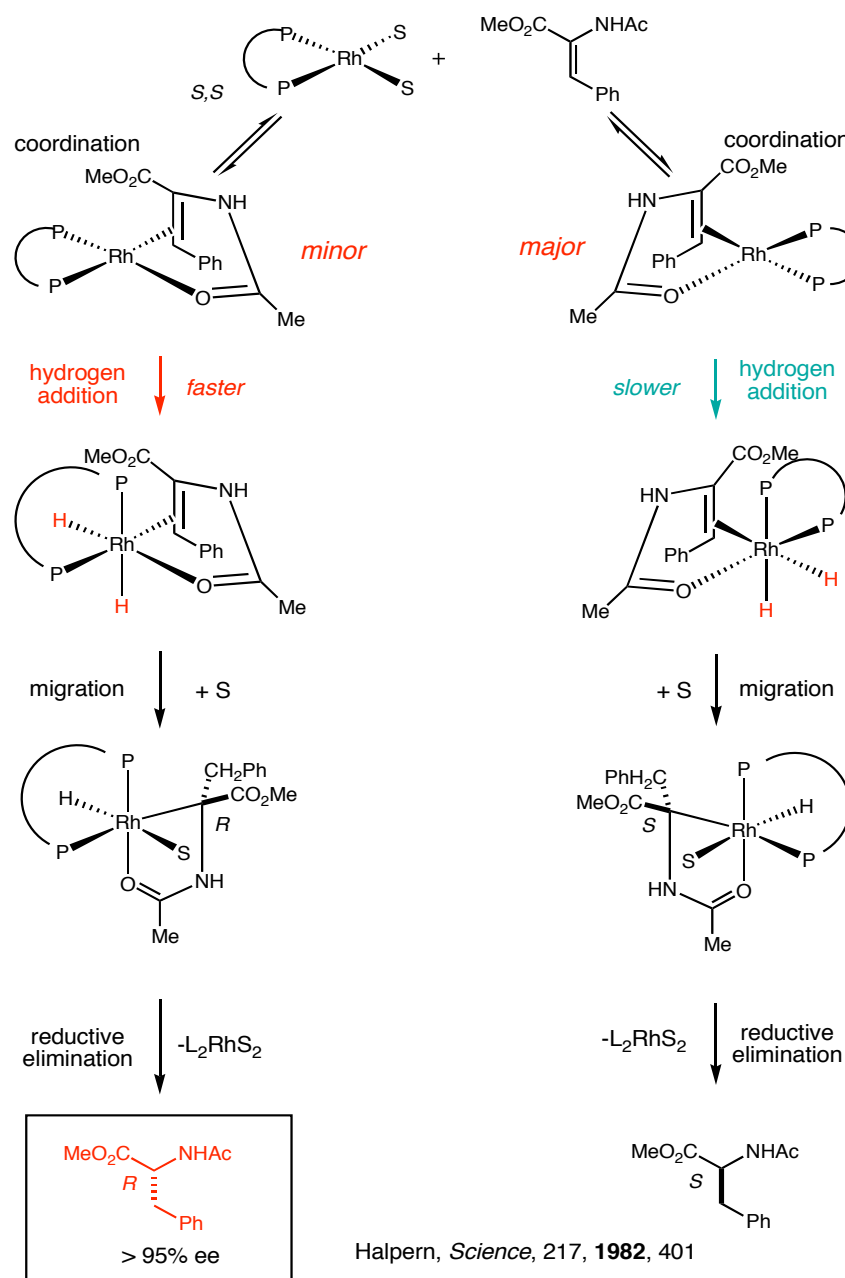 P
S
Rh
P
S
S,S
+
MeO2C
NHAc
Ph
coordination
coordination
MeO2C
NH
P
Rh
P
Ph
O
Me
minor
major
CO2Me
HN
Ph
Rh
P
P
O
Me
hydrogen
addition
faster
slower
hydrogen
addition
MeO2C
P
NH
H
Rh
Ph
P
O
H
Me
CO2Me
HN
P
P
Ph
Rh
H
O
H
Me
migration
+ S
+ S
migration
P
CH2Ph
H
CO2Me
Rh
R
P
S
O
NH
Me
PhH2C
P
MeO2C
H
S
Rh
S
P
HN
O
Me
reductive
elimination
-L2RhS2
-L2RhS2
reductive
elimination
MeO2C
NHAc
R
Ph
> 95% ee
MeO2C
NHAc
S
Ph
Halpern, Science, 217, 1982, 401